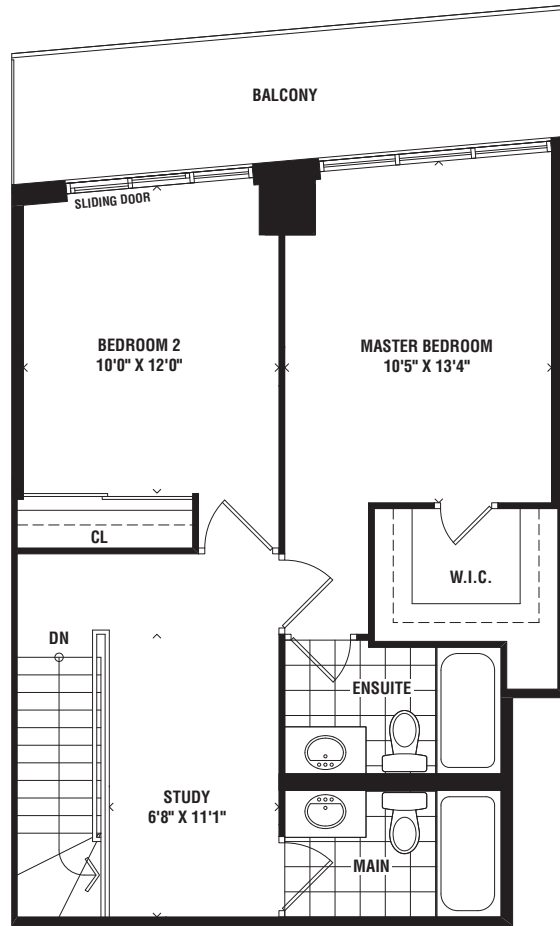 BALCONY
SLIDING DOOR
BEDROOM 2
10'0" X 12'0"
MASTER BEDROOM
10'5" X 13'4"
CL
W.I.C.
DN
ENSUITE
STUDY
6'8" X 11'1"
MAIN